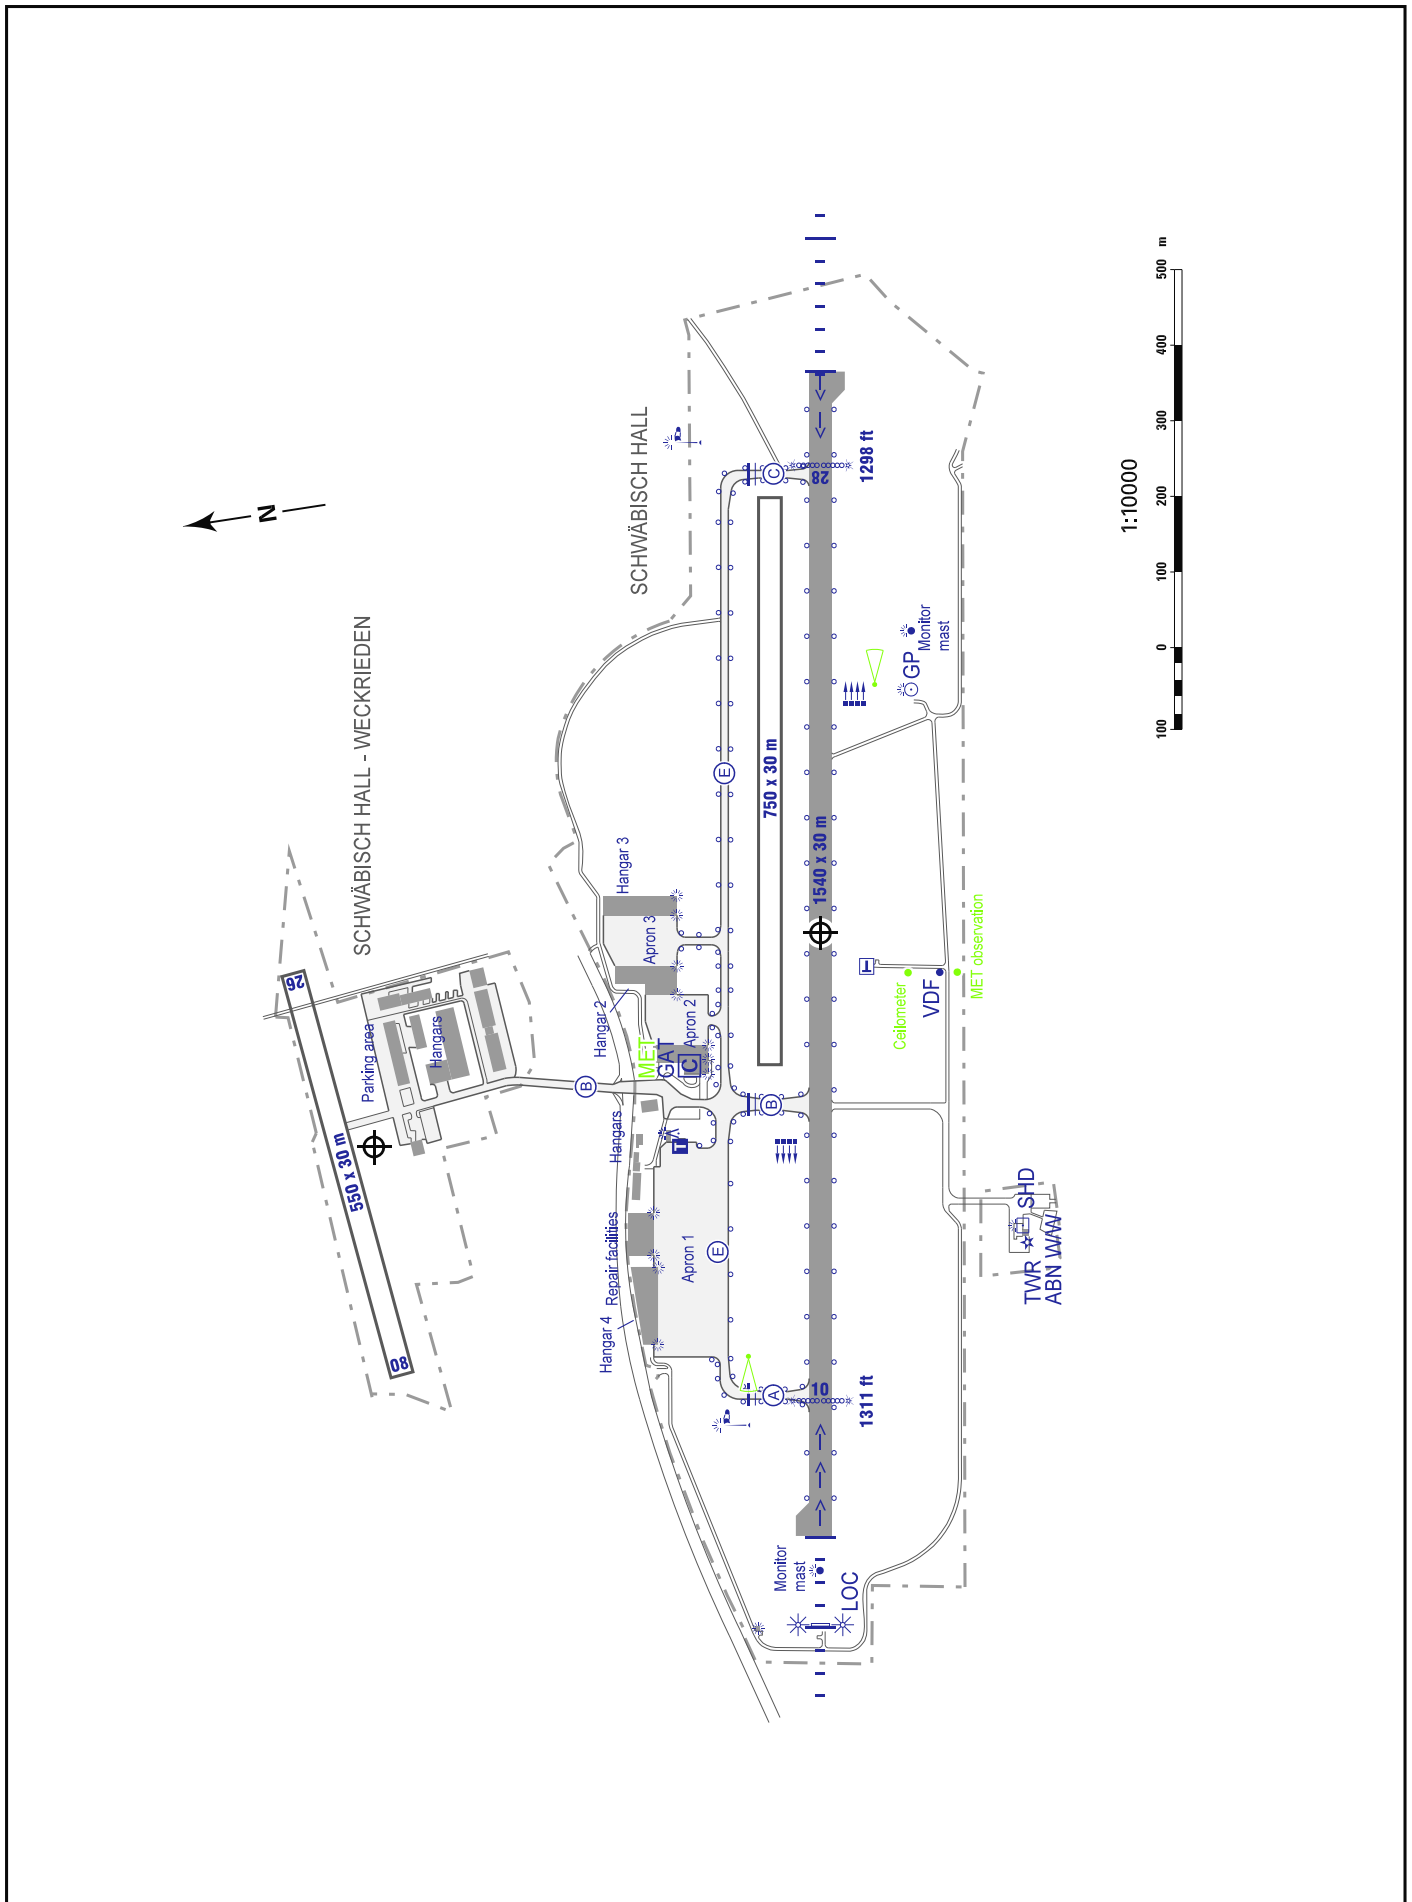 SCHWÄBISCH HALL - WECKRIEDEN
SCHWÄBISCH HALL
N
26
550 x 30 m
08
Parking area
Hangars
B
Hangar 3
Apron 3
Hangar 2
Apron 2
MET
GAT
C
Hangars
T
Repair facilities
Hangar 4
Apron 1
E
E
C
B
A
750 x 30 m
1540 x 30 m
28
1298 ft
10
1311 ft
GP
Monitor
mast
H
Ceilometer
VDF
MET observation
SHD
TWR
ABN WW
Monitor
mast
LOC
1:10000
100
0
100
200
300
400
500
m